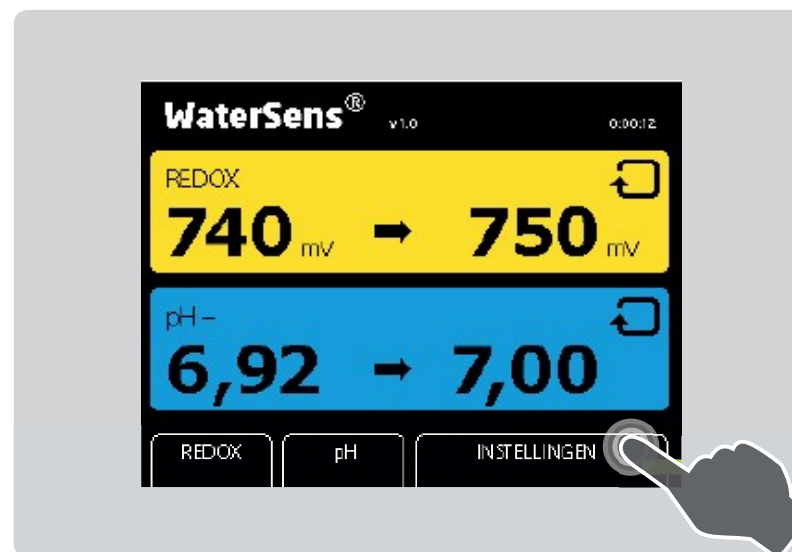 WaterSens® v1.0 0:00:12
REDOX
740 mV → 750 mV
pH –
6,92 → 7,00
REDOX pH INSTELLINGEN